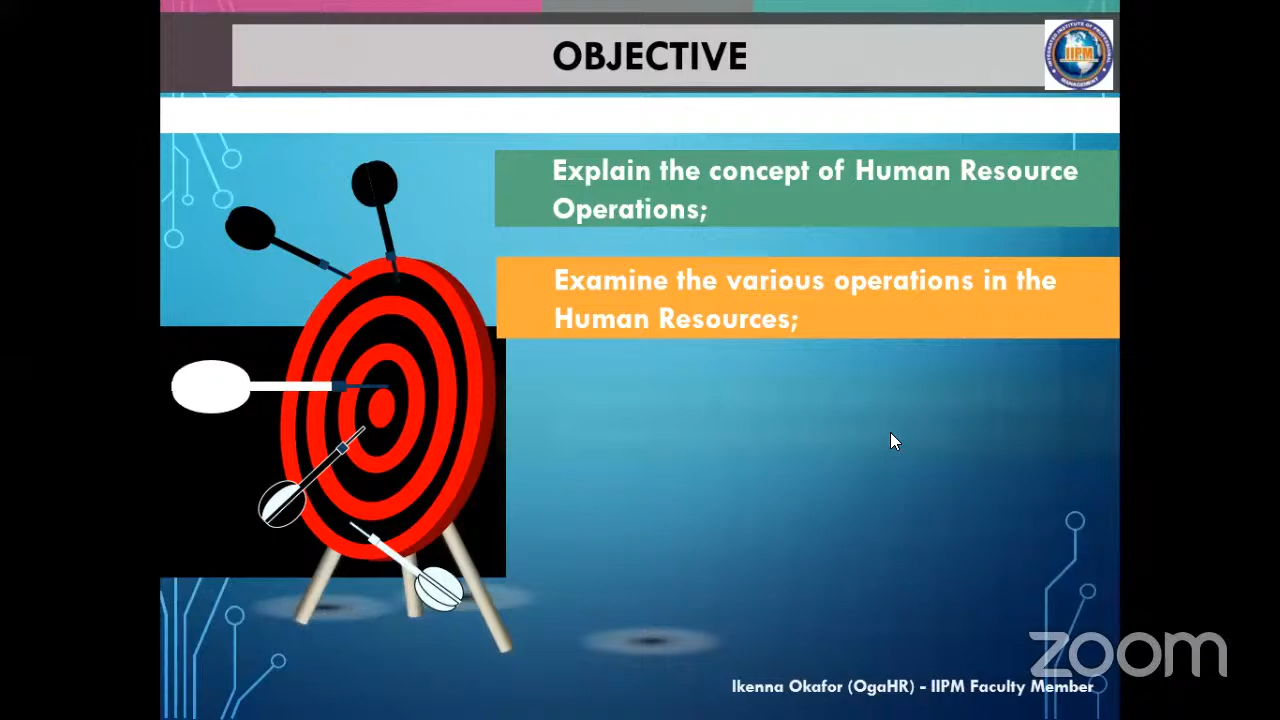 OBJECTIVE
IIPM
Explain the concept of Human Resource
Operations;
Examine the various operations in the
Human Resources;
zoom
Ikenna Okafor (OgaHR) - IIPM Faculty Member